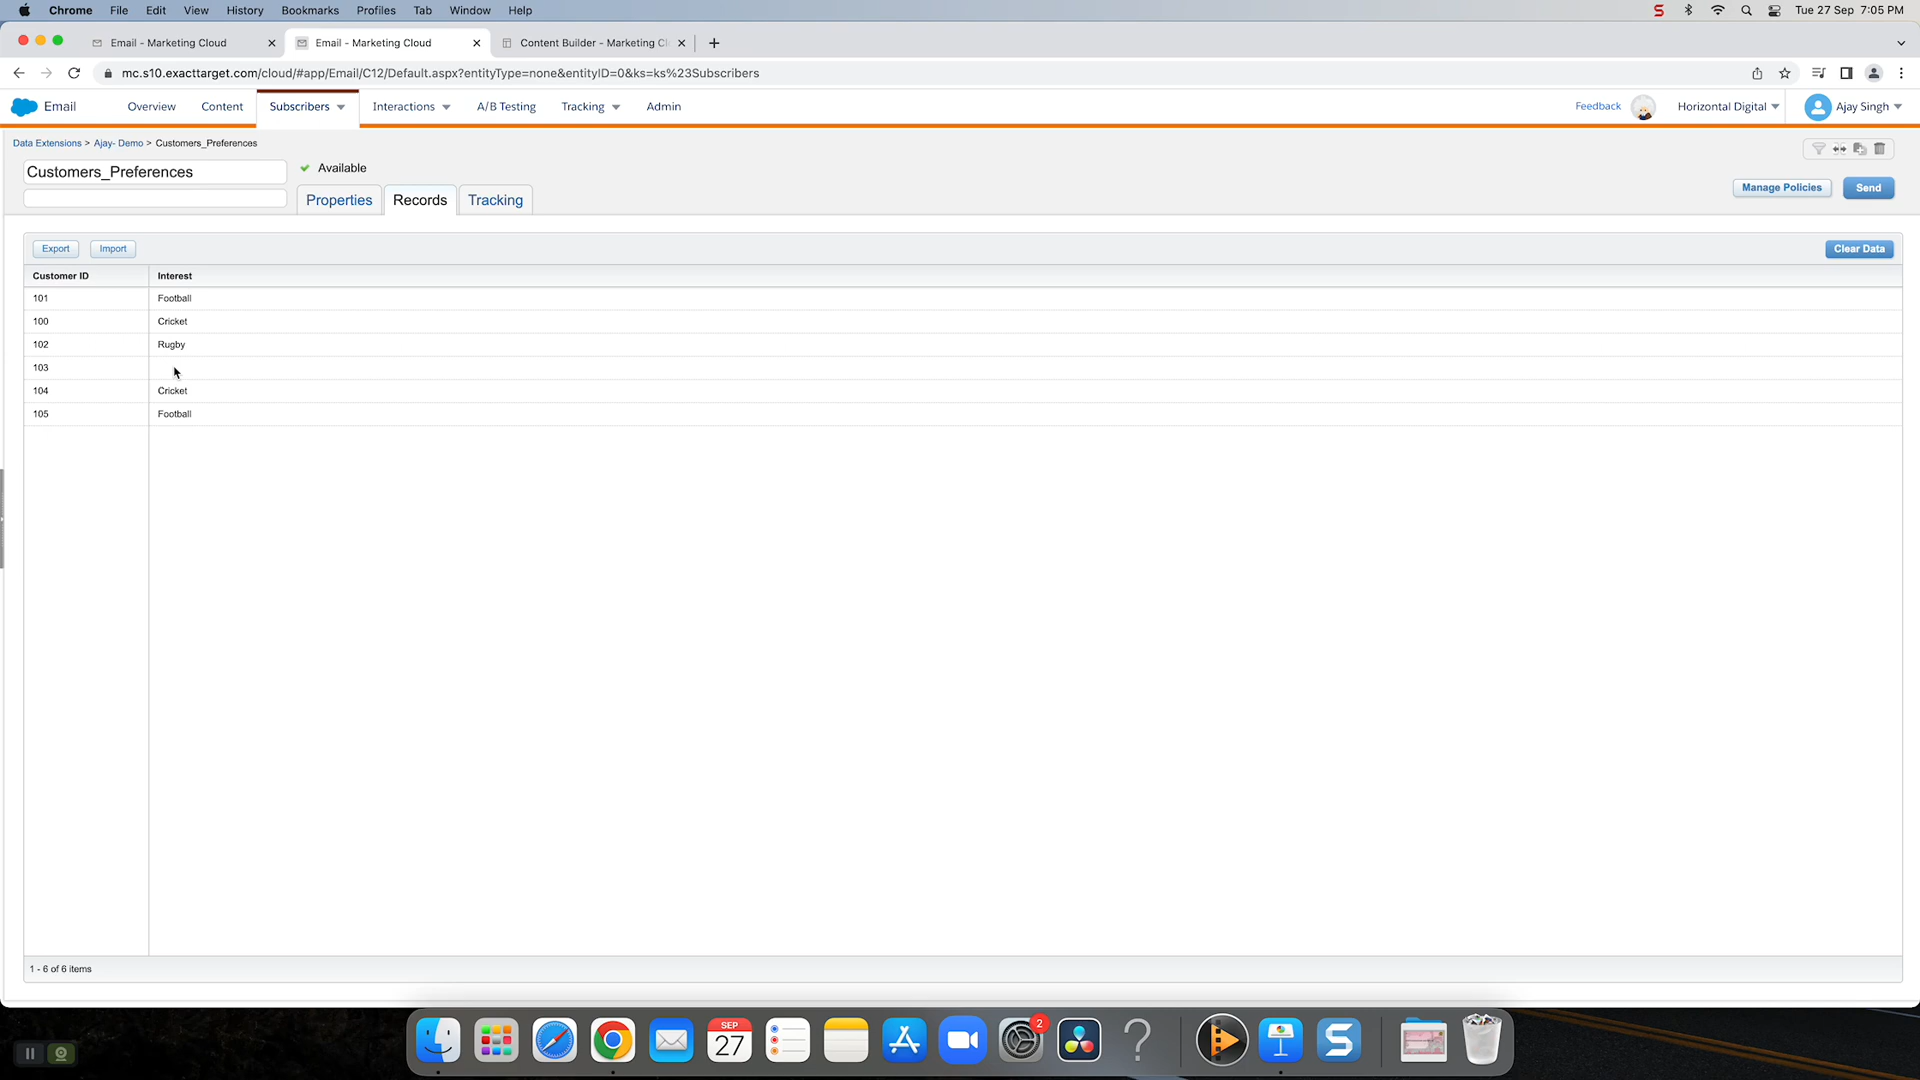 Chrome File Edit View History Bookmarks Profiles Tab Window Help
S
Tue 27 Sep 7:05 PM
Email - Marketing Cloud
Email - Marketing Cloud
Content Builder - Marketing Cl
mc.s10.exacttarget.com/cloud/#app/Email/C12/Default.aspx?entityType=none&entityID=0&ks=ks%23Subscribers
Email
Overview
Content
Subscribers
Interactions
A/B Testing
Tracking
Admin
Feedback
Horizontal Digital
Ajay Singh
Data Extensions > Ajay- Demo > Customers_Preferences
Customers_Preferences
Available
Properties
Records
Tracking
Manage Policies
Send
Export
Import
Clear Data
Customer ID Interest
101 Football
100 Cricket
102 Rugby
103
104 Cricket
105 Football
1 - 6 of 6 items
SEP
27
2
S